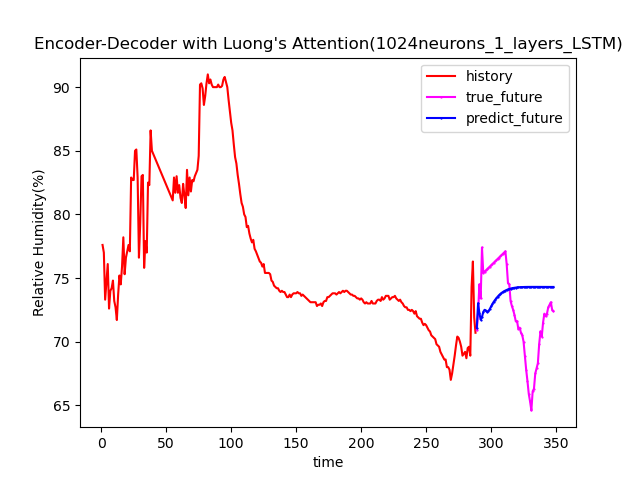 Encoder-Decoder with Luong's Attention(1024neurons_1_layers_LSTM)
history
true_future
predict_future
Relative Humidity(%)
90
85
80
75
70
65
0 50 100 150 200 250 300 350
time